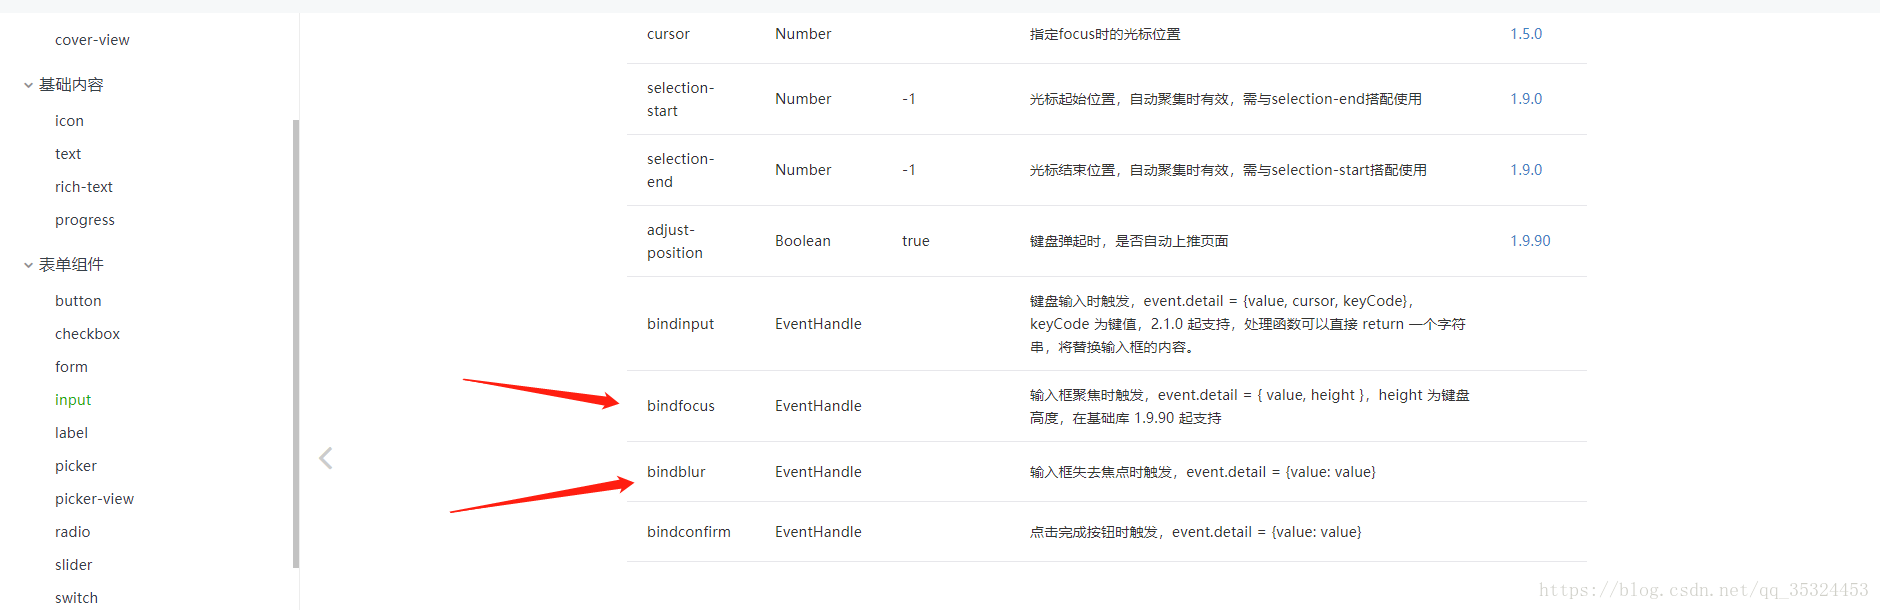 cover-view
基础内容
icon
text
rich-text
progress
表单组件
button
checkbox
form
input
label
picker
picker-view
radio
slider
switch
cursor Number 指定focus时的光标位置 1.5.0
selection-
start Number -1 光标起始位置，自动聚集时有效，需与selection-end搭配使用 1.9.0
selection-
end Number -1 光标结束位置，自动聚集时有效，需与selection-start搭配使用 1.9.0
adjust-
position Boolean true 键盘弹起时，是否自动上推页面 1.9.90
bindinput EventHandle 键盘输入时触发，event.detail = {value, cursor, keyCode}，
keyCode 为键值，2.1.0 起支持，处理函数可以直接 return 一个字符
串，将替换输入框的内容。
bindfocus EventHandle 输入框聚焦时触发，event.detail = { value, height }，height 为键盘
高度，在基础库 1.9.90 起支持
bindblur EventHandle 输入框失去焦点时触发，event.detail = {value: value}
bindconfirm EventHandle 点击完成按钮时触发，event.detail = {value: value}
https://blog.csdn.net/qq_35324453